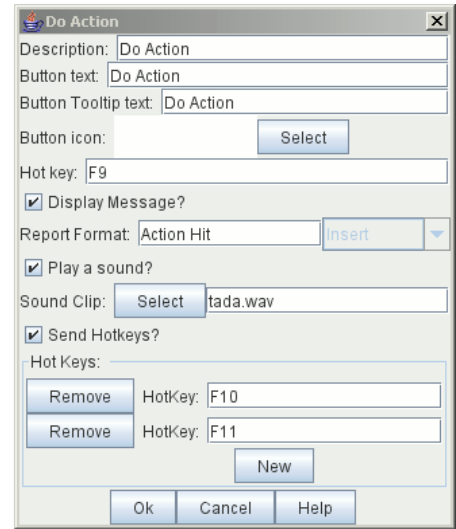 Do Action
Description: Do Action
Button text: Do Action
Button Tooltip text: Do Action
Button icon: Select
Hot key: F9
Display Message?
Report Format: Action Hit Insert
Play a sound?
Sound Clip: Select tada.wav
Send Hotkeys?
Hot Keys:
Remove HotKey: F10
Remove HotKey: F11
New
Ok Cancel Help